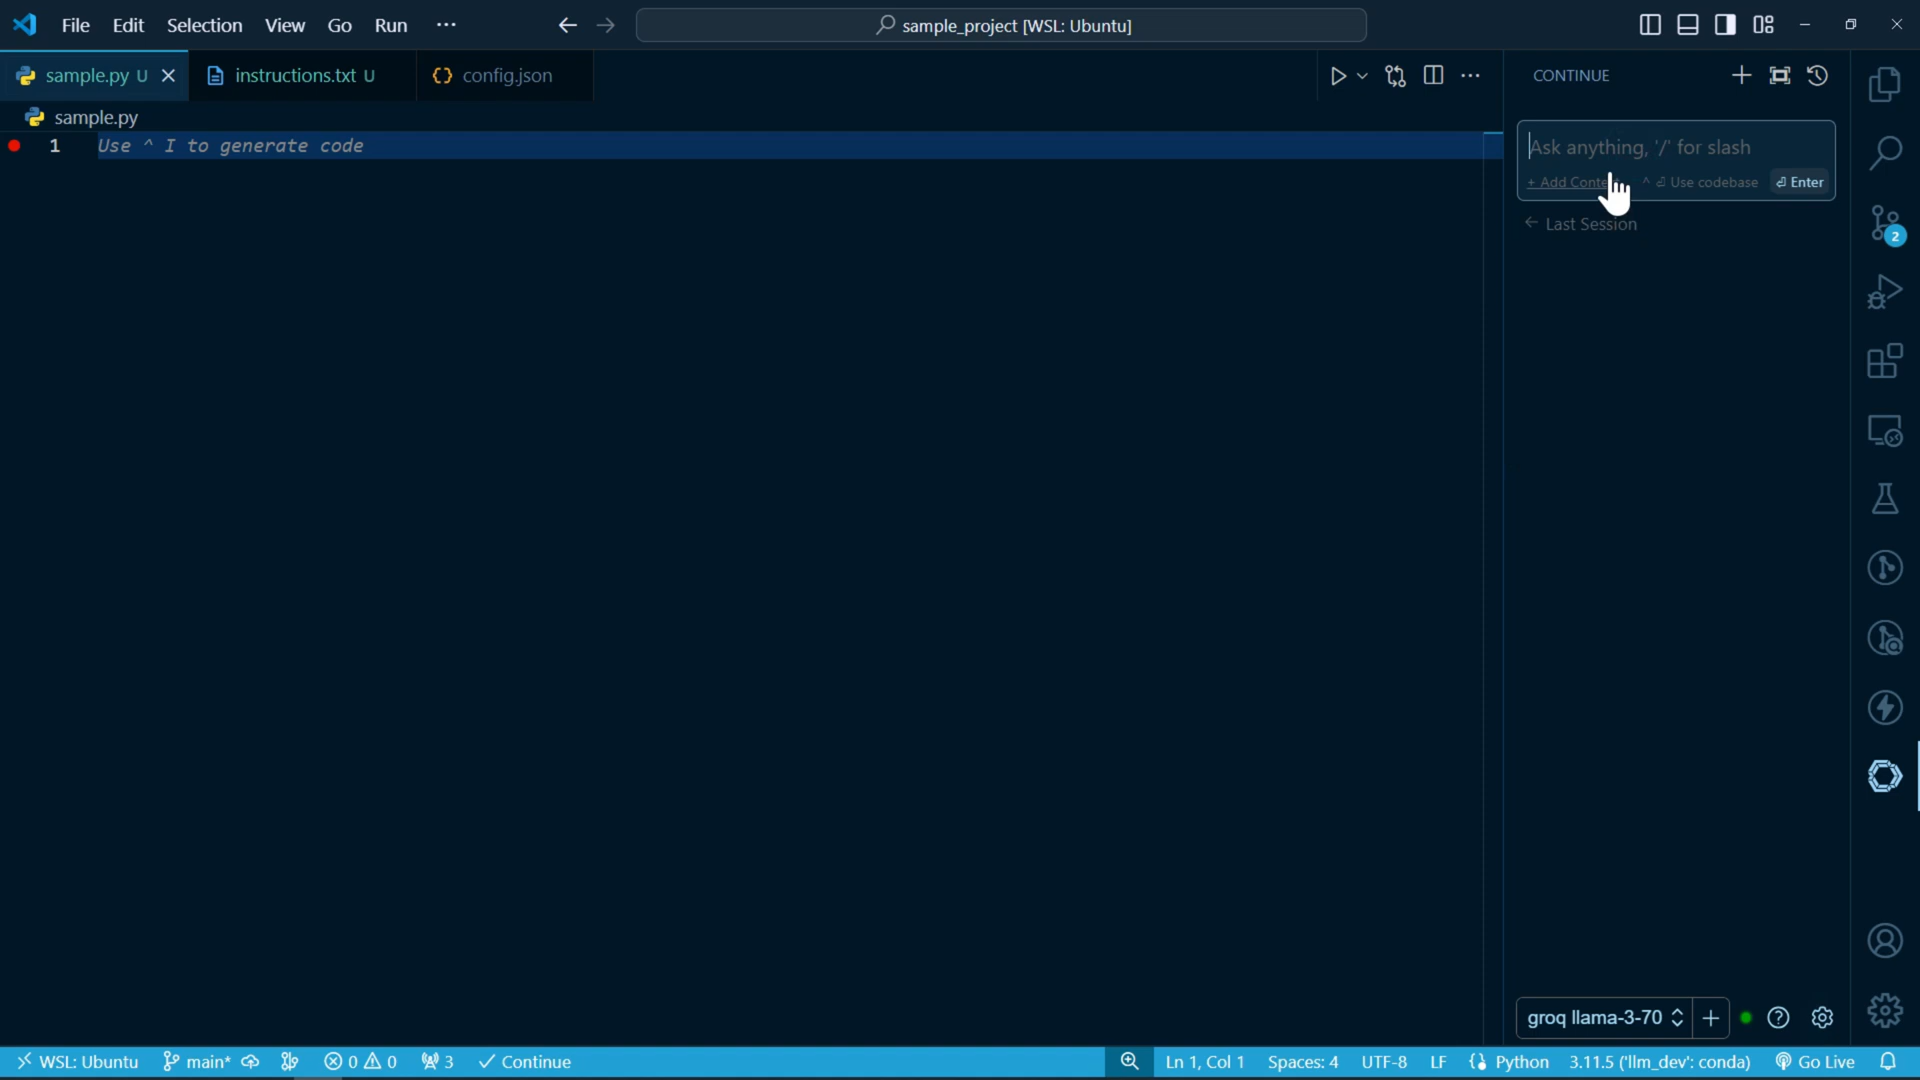 File Edit Selection View Go Run ···
sample_project [WSL: Ubuntu]
sample.py U
instructions.txt U
config.json
CONTINUE
sample.py
1 Use ^ I to generate code
Ask anything, '/' for slash
+ Add
^ ⏎ Use codebase
⏎ Enter
← Last Session
2
groq llama-3-70
WSL: Ubuntu main* 0 0 3 ✓ Continue Ln 1, Col 1 Spaces: 4 UTF-8 LF Python 3.11.5 ('llm_dev': conda) Go Live